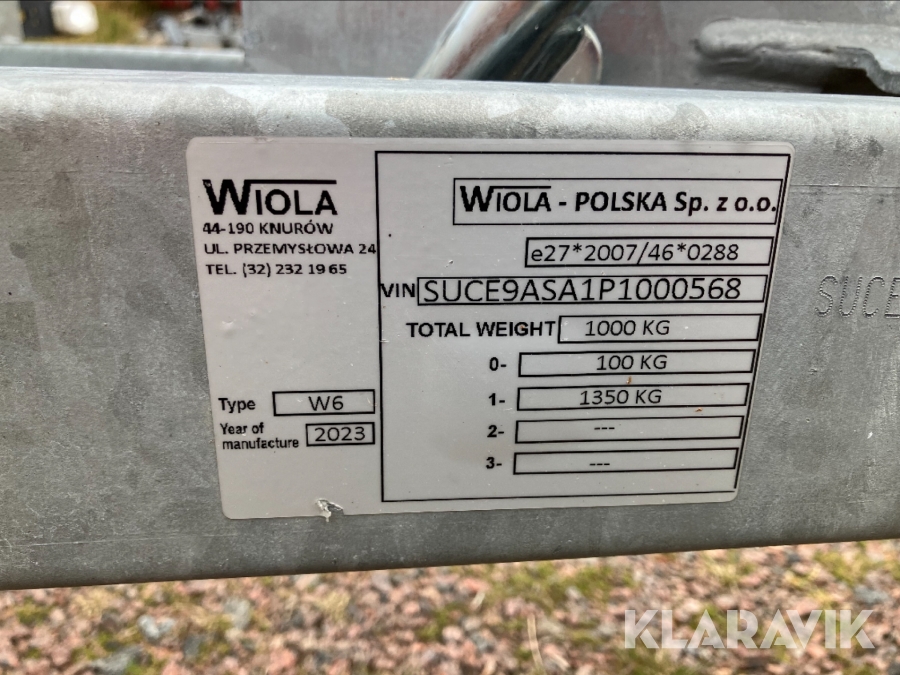 WIOLA
44-190 KNURÓW
UL. PRZEMYSŁOWA 24
TEL. (32) 232 19 65
Type W6
Year of
manufacture 2023
WIOLA - POLSKA Sp. z o.o.
e27*2007/46*0288
VIN SUCE9ASA1P1000568
TOTAL WEIGHT 1000 KG
0- 100 KG
1- 1350 KG
2- ---
3- ---
SUCE
KLARAVIK